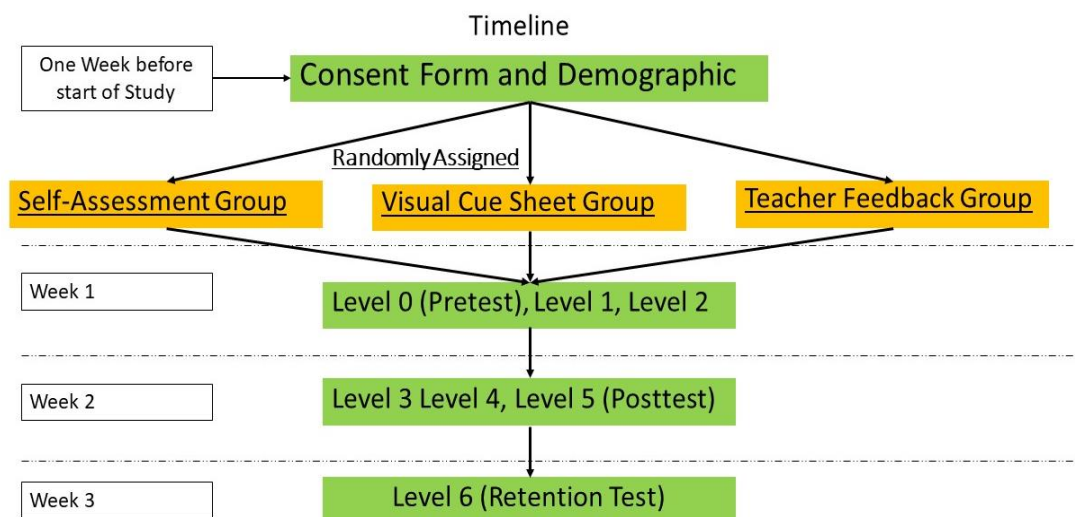 Timeline
One Week before
start of Study
Consent Form and Demographic
Randomly Assigned
Self-Assessment Group
Visual Cue Sheet Group
Teacher Feedback Group
Week 1
Level 0 (Pretest), Level 1, Level 2
Week 2
Level 3 Level 4, Level 5 (Posttest)
Week 3
Level 6 (Retention Test)